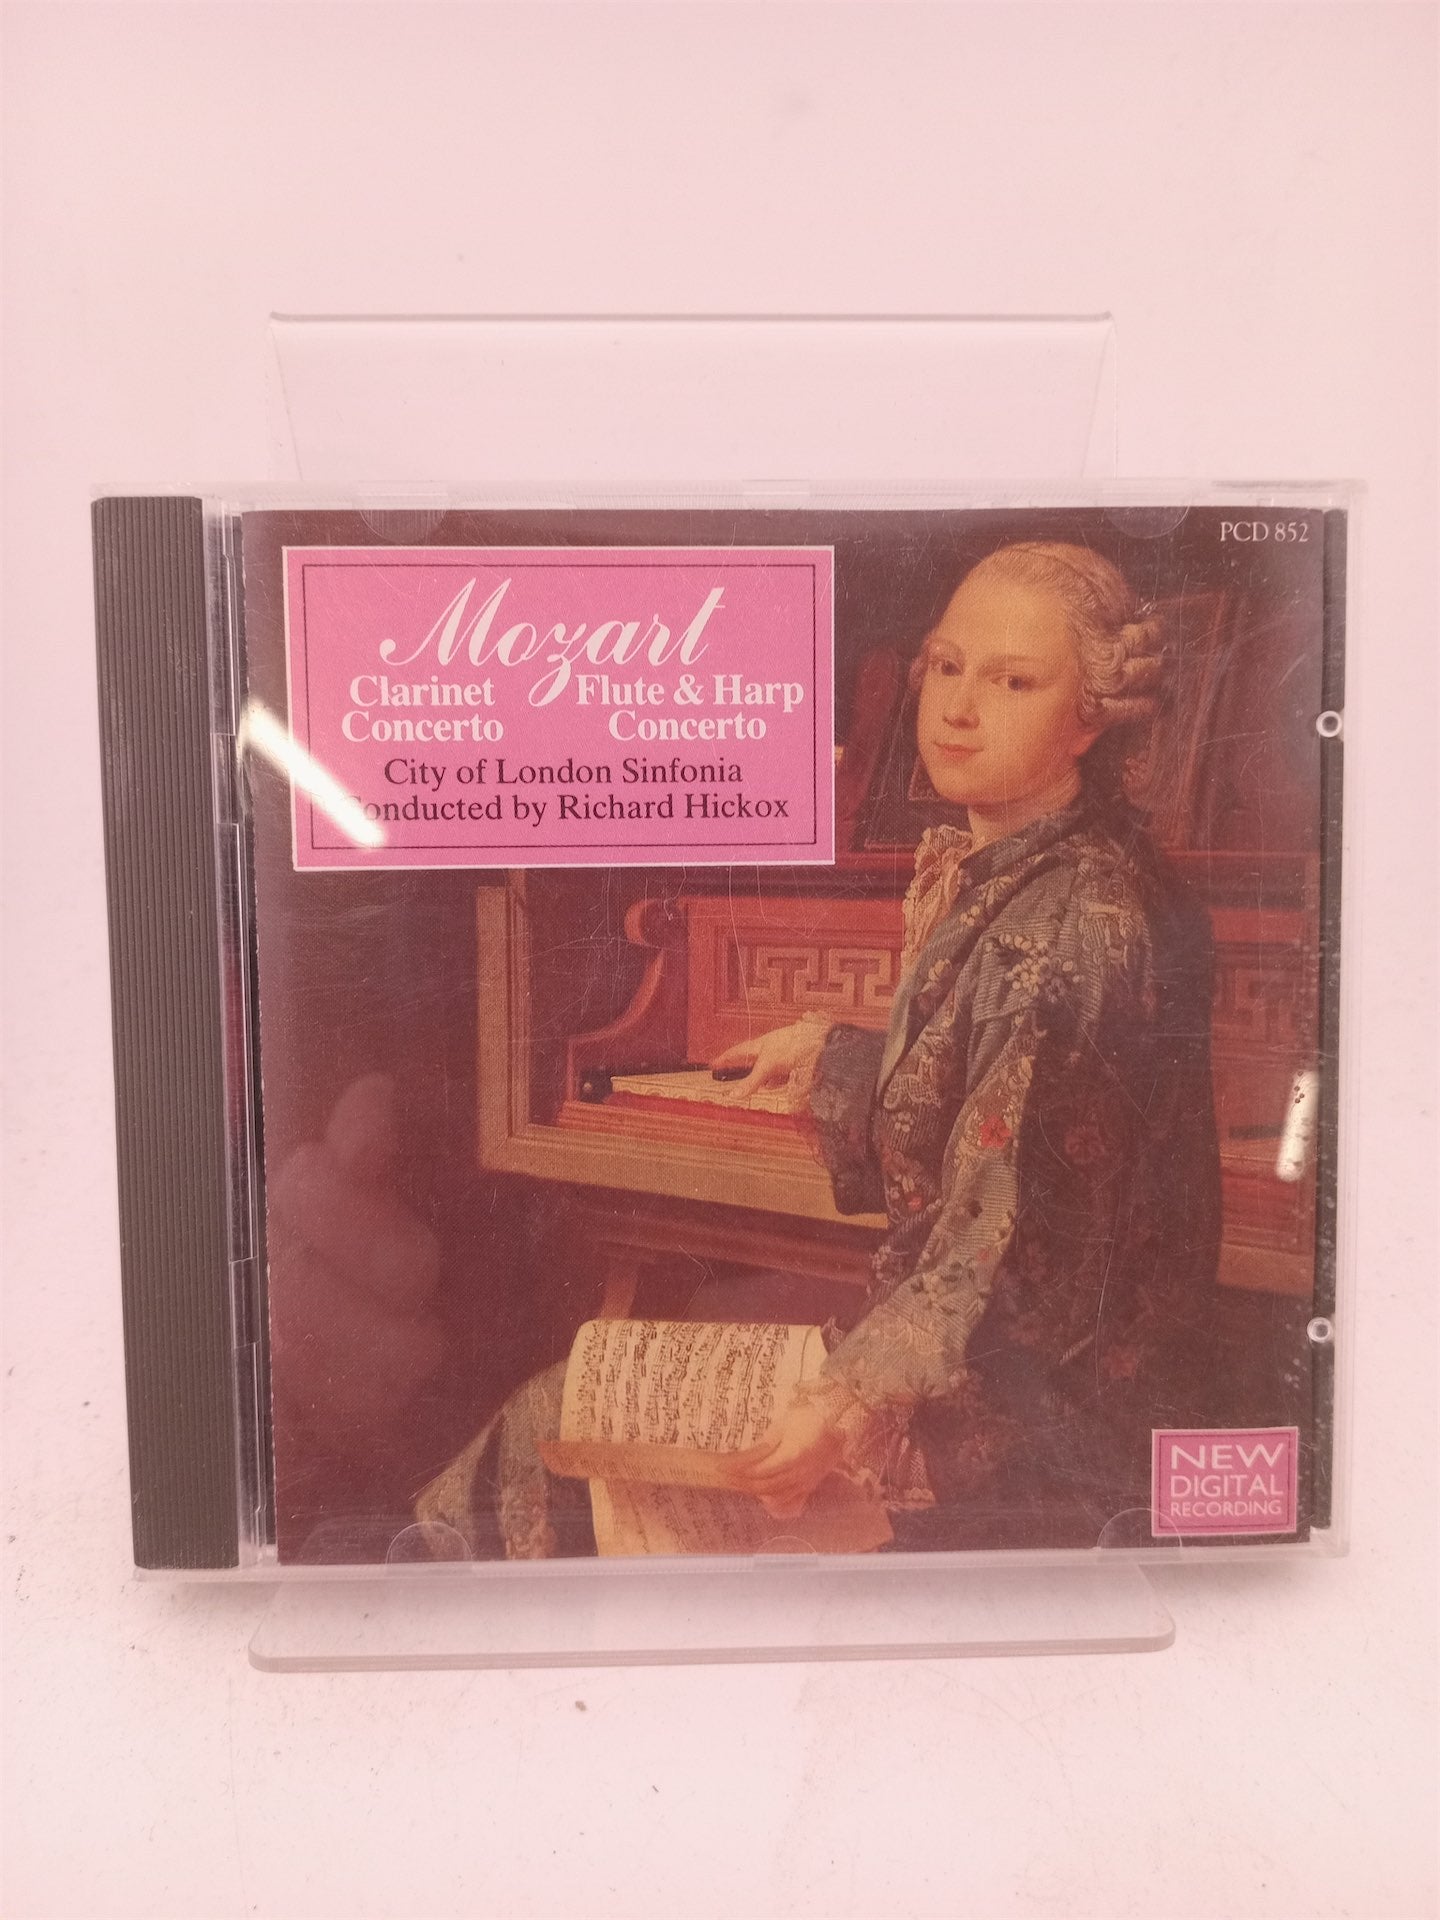 PCD 852
Mozart
Clarinet Concerto
Flute & Harp Concerto
City of London Sinfonia
Conducted by Richard Hickox
NEW
DIGITAL
RECORDING